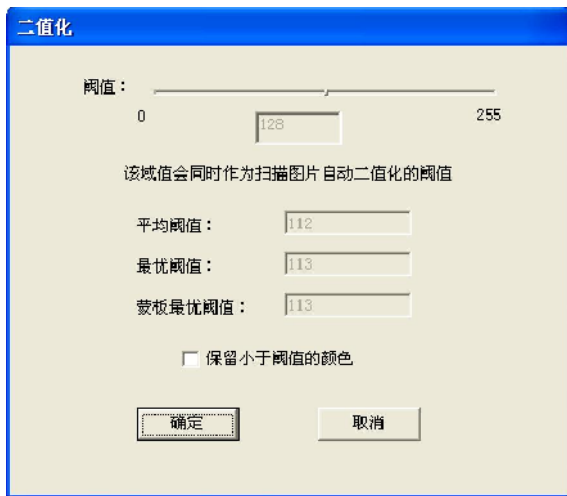 二值化
阈值：
0
128
255
该域值会同时作为扫描图片自动二值化的阈值
平均阈值：
112
最优阈值：
113
蒙板最优阈值：
113
保留小于阈值的颜色
确定
取消